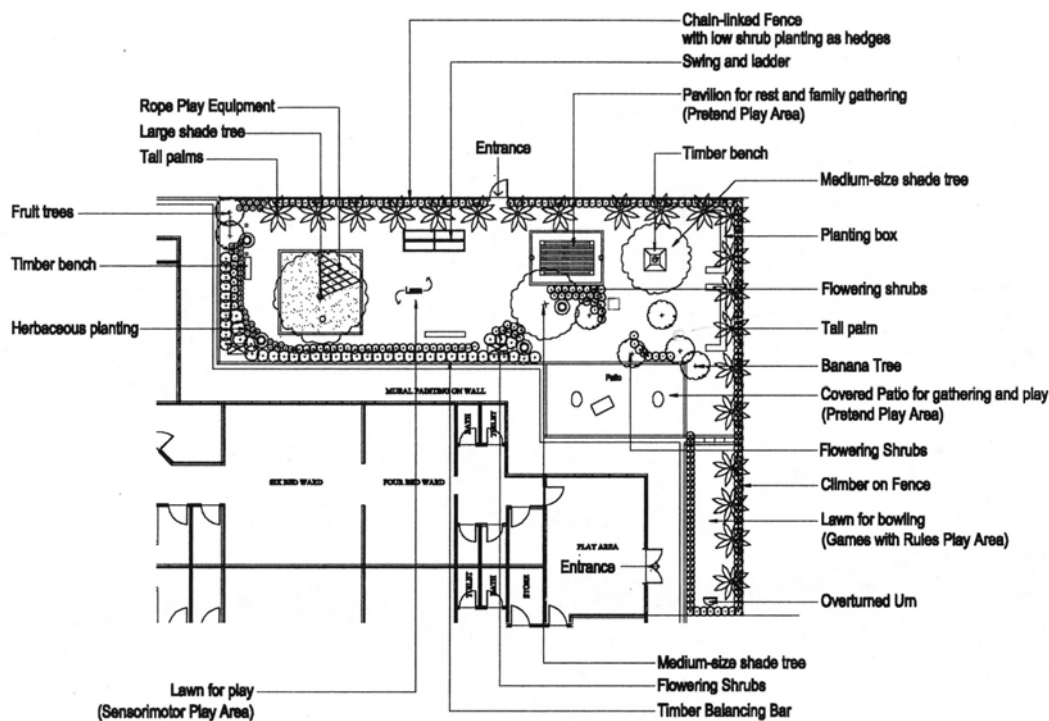 Chain-linked Fence
with low shrub planting as hedges
Swing and ladder
Rope Play Equipment
Pavilion for rest and family gathering
(Pretend Play Area)
Large shade tree
Tall palms
Entrance
Timber bench
Medium-size shade tree
Fruit trees
Planting box
Timber bench
Lawn
Flowering shrubs
Herbaceous planting
Tall palm
Banana Tree
Patio
MURAL PAINTING ON WALL
Covered Patio for gathering and play
(Pretend Play Area)
BATH
TOILET
Flowering Shrubs
SIX BED WARD
FOUR BED WARD
Climber on Fence
Lawn for bowling
(Games with Rules Play Area)
PLAY AREA
Entrance
TOILET
BATH
STORE
Overturned Urn
Medium-size shade tree
Lawn for play
(Sensorimotor Play Area)
Flowering Shrubs
Timber Balancing Bar